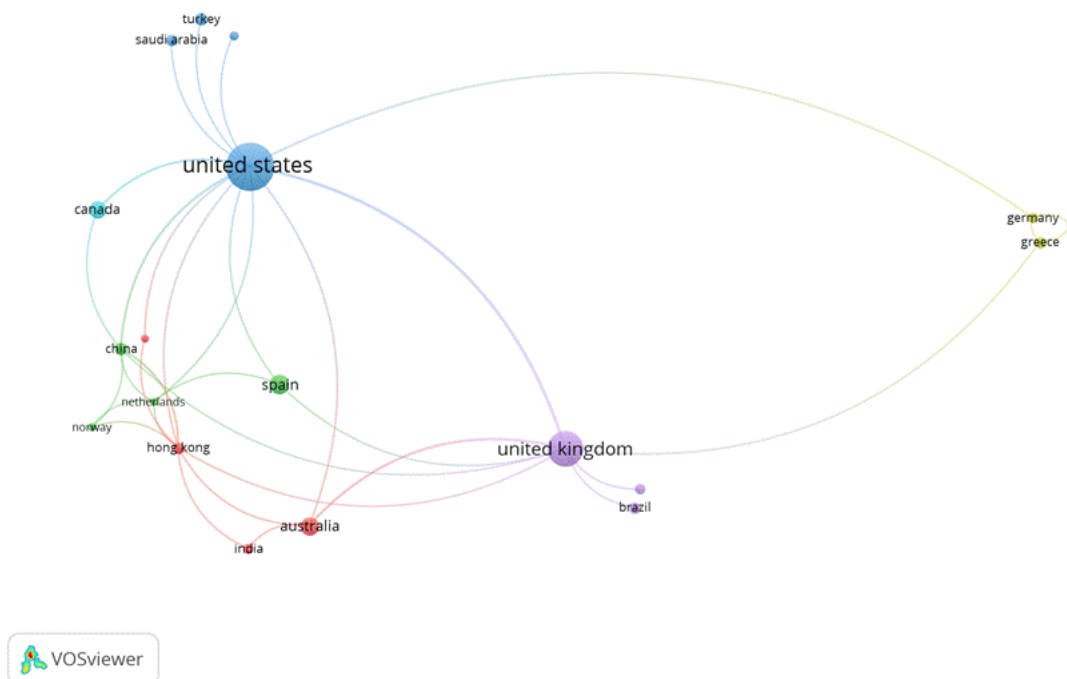 turkey
saudi arabia
united states
canada
germany
greece
china
spain
netherlands
norway
hong kong
united kingdom
brazil
australia
india
VOSviewer